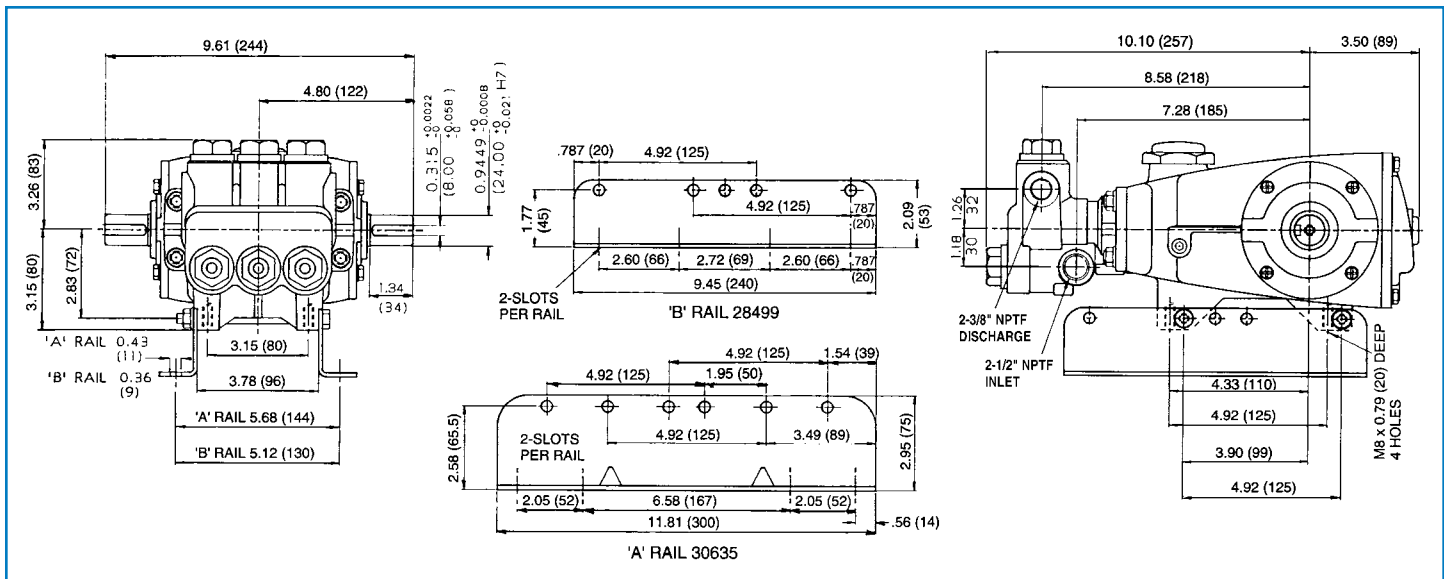 9.61 (244)
4.80 (122)
3.26 (83)
3.15 (80)
2.83 (72)
0.315 +0.0022 -0
(8.00 +0.058 -0)
0.9449 +0 -0.0008
(24.00 +0 -0.021 H7)
1.34
(34)
'A' RAIL 0.43
(11)
'B' RAIL 0.36
(9)
3.15 (80)
3.78 (96)
'A' RAIL 5.68 (144)
'B' RAIL 5.12 (130)
.787 (20)
4.92 (125)
1.77
(45)
4.92 (125)
.787
(20)
2.09
(53)
2.60 (66)
2.72 (69)
2.60 (66)
.787
(20)
9.45 (240)
2-SLOTS
PER RAIL
'B' RAIL 28499
4.92 (125)
1.54 (39)
4.92 (125)
1.95 (50)
2.58 (65.5)
2-SLOTS
PER RAIL
4.92 (125)
3.49 (89)
2.95 (75)
2.05 (52)
6.58 (167)
2.05 (52)
11.81 (300)
.56 (14)
'A' RAIL 30635
10.10 (257)
3.50 (89)
8.58 (218)
7.28 (185)
1.26
32
1.18
30
2-3/8" NPTF
DISCHARGE
2-1/2" NPTF
INLET
4.33 (110)
4.92 (125)
3.90 (99)
4.92 (125)
M8 x 0.79 (20) DEEP
4 HOLES